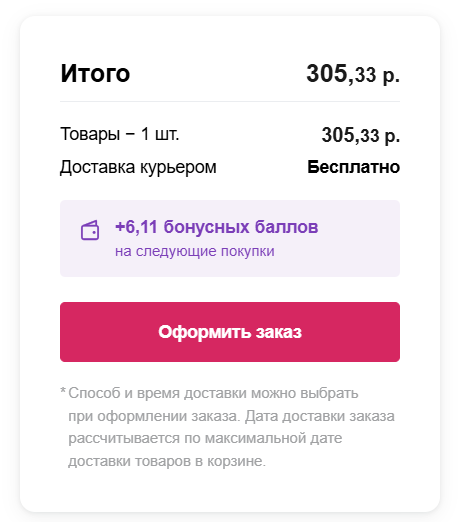 Итого 305,33 р.
Товары − 1 шт. 305,33 р.
Доставка курьером Бесплатно
+6,11 бонусных баллов
на следующие покупки
Оформить заказ
* Способ и время доставки можно выбрать
при оформлении заказа. Дата доставки заказа
рассчитывается по максимальной дате
доставки товаров в корзине.